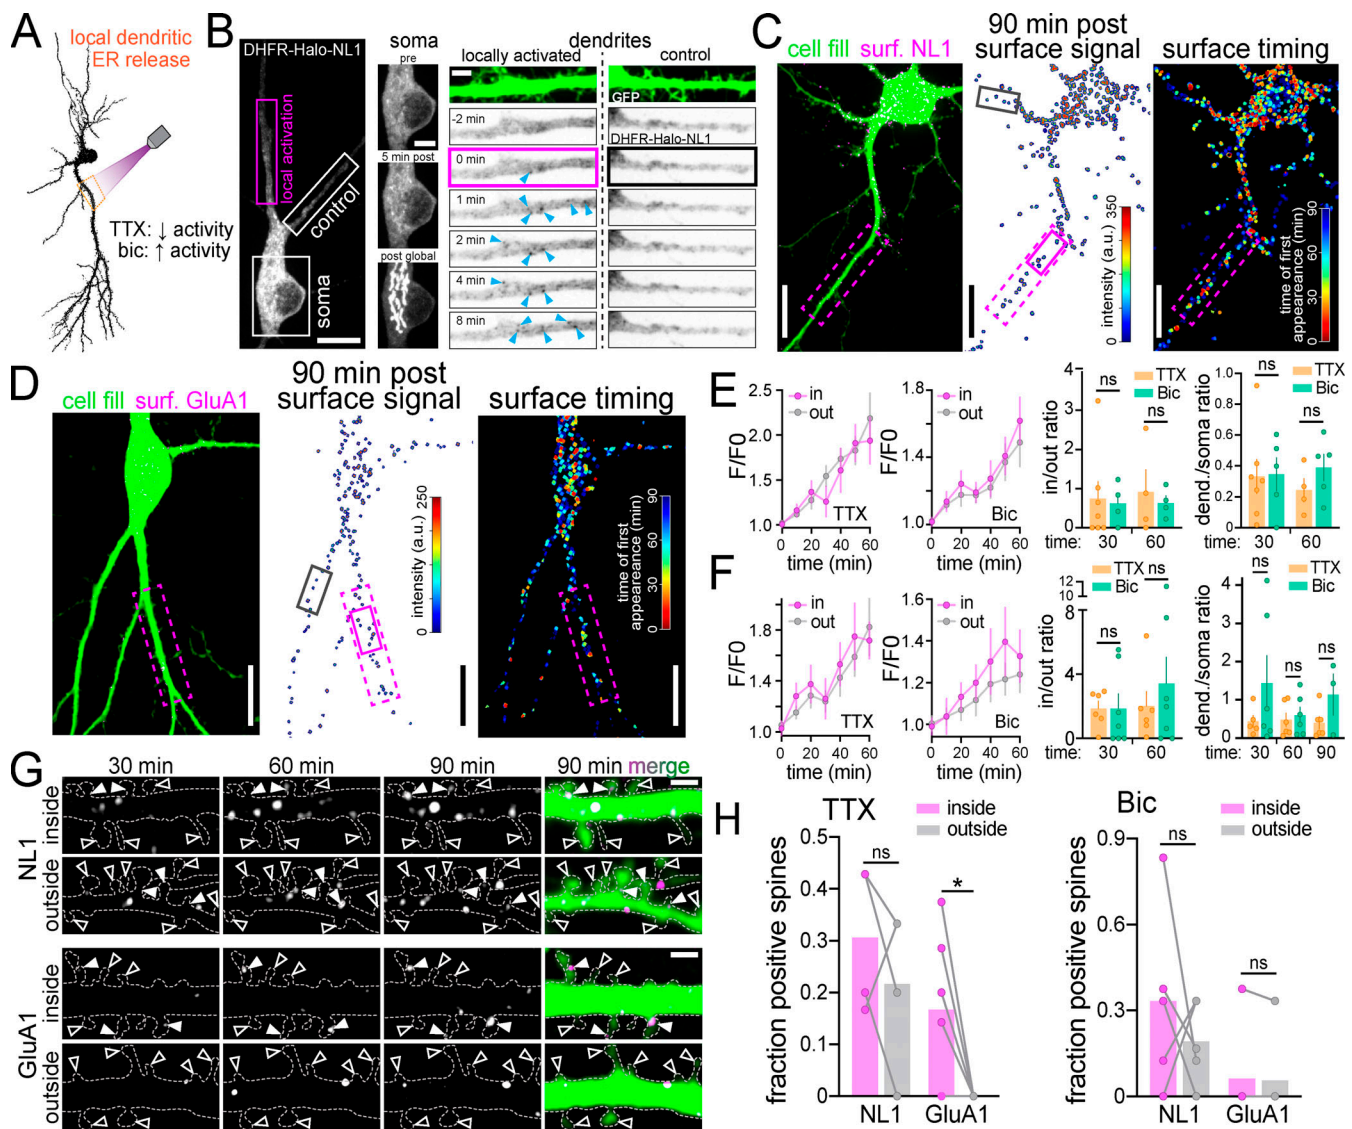 A
local dendritic
ER release
TTX: ↓ activity
bic: ↑ activity
B
DHFR-Halo-NL1
local activation
control
soma
soma
pre
5 min post
post global
dendrites
locally activated
control
GFP
-2 min
DHFR-Halo-NL1
0 min
1 min
2 min
4 min
8 min
C
cell fill surf. NL1
90 min post
surface signal
surface timing
intensity (a.u.)
350
300
200
100
0
time of first
appeareance (min)
90
60
30
0
D
cell fill surf. GluA1
90 min post
surface signal
surface timing
intensity (a.u.)
250
200
100
0
time of first
appeareance (min)
90
60
30
0
E
F/F0
2.5
2.0
1.5
1.0
in
out
TTX
0 20 40 60
time (min)
F/F0
1.8
1.6
1.4
1.2
1.0
in
out
Bic
0 20 40 60
time (min)
in/out ratio
4
3
2
1
0
ns
ns
TTX
Bic
time: 30 60
dend./soma ratio
1.0
0.8
0.6
0.4
0.2
0
ns
ns
TTX
Bic
time: 30 60
F
F/F0
1.8
1.4
1.0
in
out
TTX
0 20 40 60
time (min)
F/F0
1.6
1.4
1.2
1.0
in
out
Bic
0 20 40 60
time (min)
in/out ratio
12
10
8
6
4
2
0
TTX
Bic
ns
ns
time: 30 60
dend./soma ratio
4
3
2
1
0
TTX
Bic
ns
ns
ns
time: 30 60 90
G
30 min
60 min
90 min
90 min merge
NL1
inside
outside
GluA1
inside
outside
H
TTX
inside
outside
fraction positive spines
0.5
0.4
0.3
0.2
0.1
0
ns
*
NL1 GluA1
Bic
inside
outside
fraction positive spines
0.9
0.6
0.3
0
ns
ns
NL1 GluA1